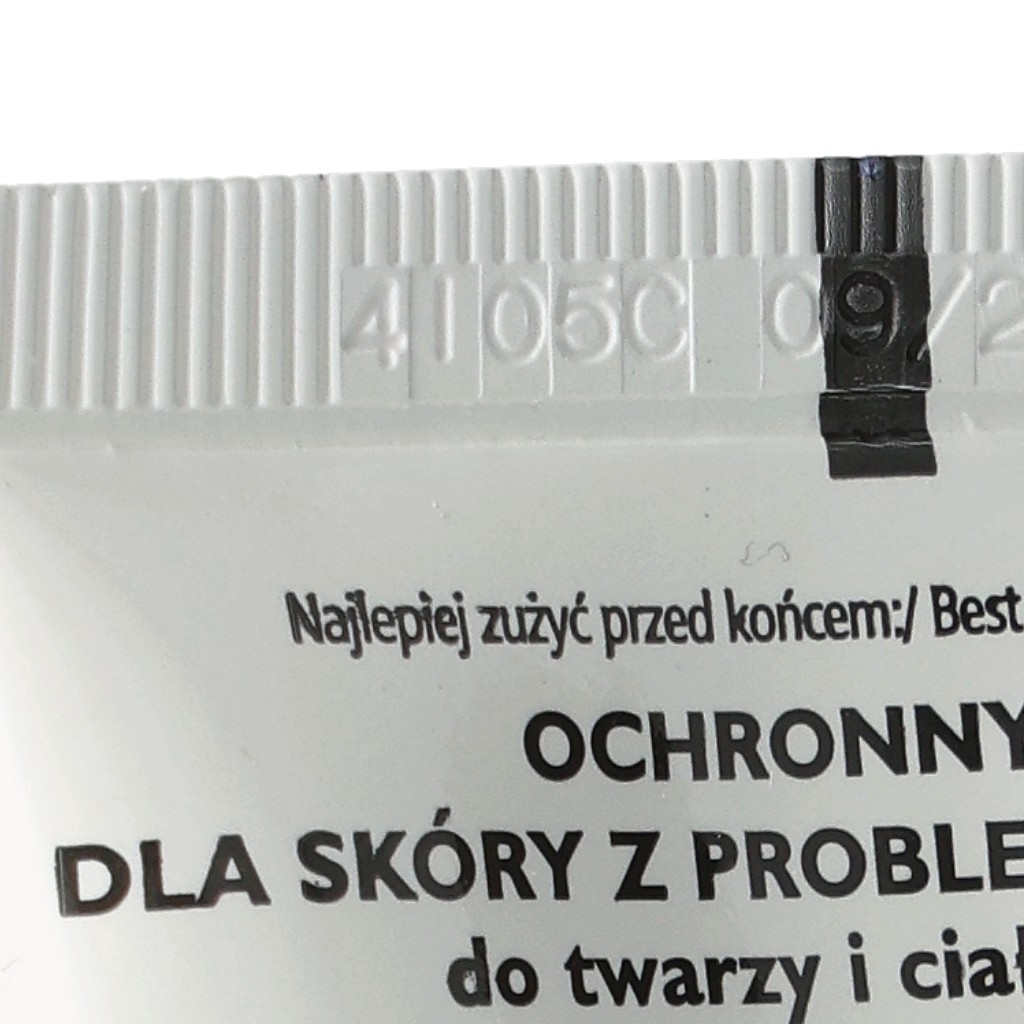 4105C 09/2
Najlepiej zużyć przed końcem:/ Best
OCHRONNY
DLA SKÓRY Z PROBLE
do twarzy i ciał